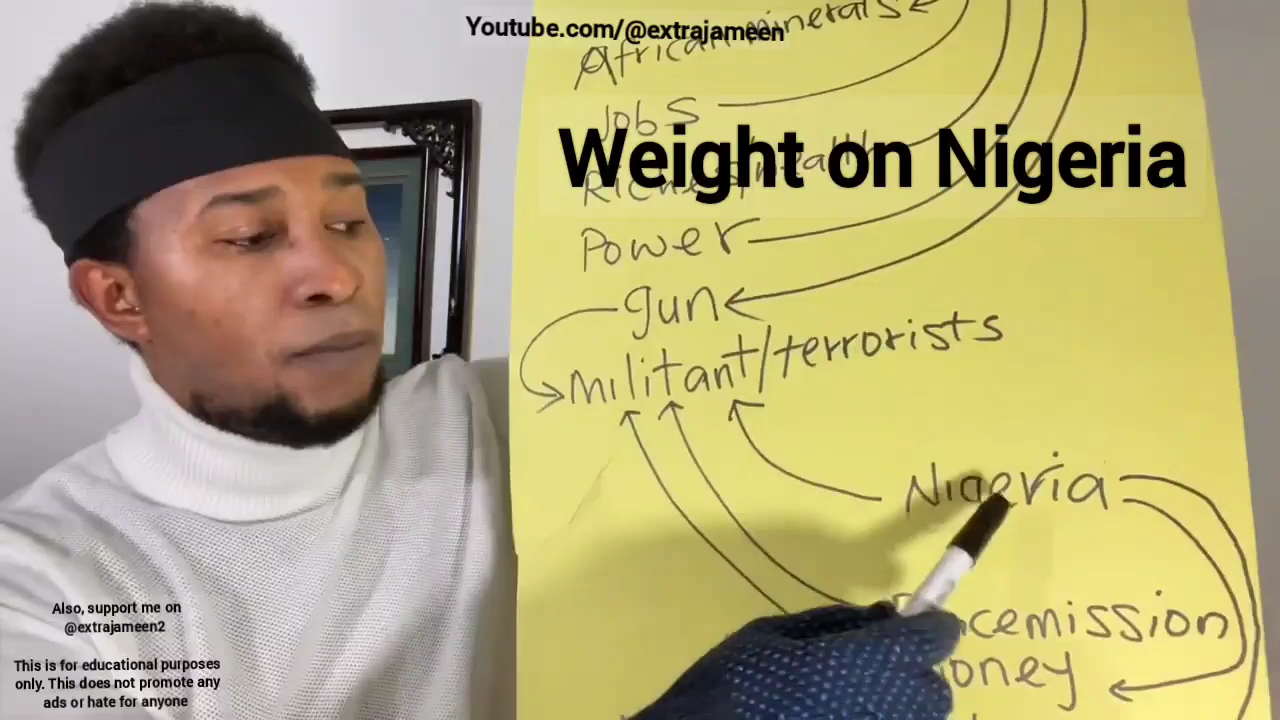 Youtube.com/@extrajameen
African minerals
Jobs
Weight on Nigeria
Power
gun
militant/terrorists
Nigeria
Also, support me on
@extrajameen2
This is for educational purposes
only. This does not promote any
ads or hate for anyone